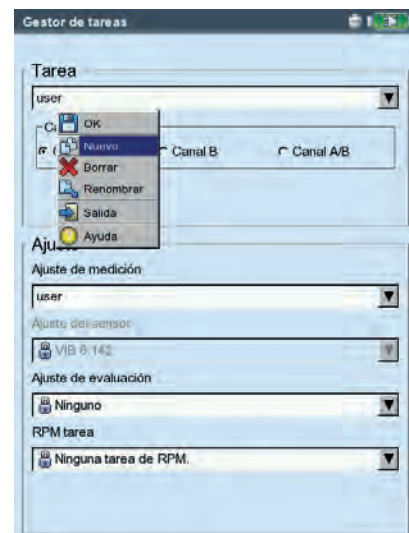 Gestor de tareas
Tarea
user
OK
Nuevo
Canal B
Canal A/B
Borrar
Renombrar
Salida
Ayuda
Ajuste de medición
user
Ajuste del sensor
VIB 6.142
Ajuste de evaluación
Ninguno
RPM tarea
Ninguna tarea de RPM.